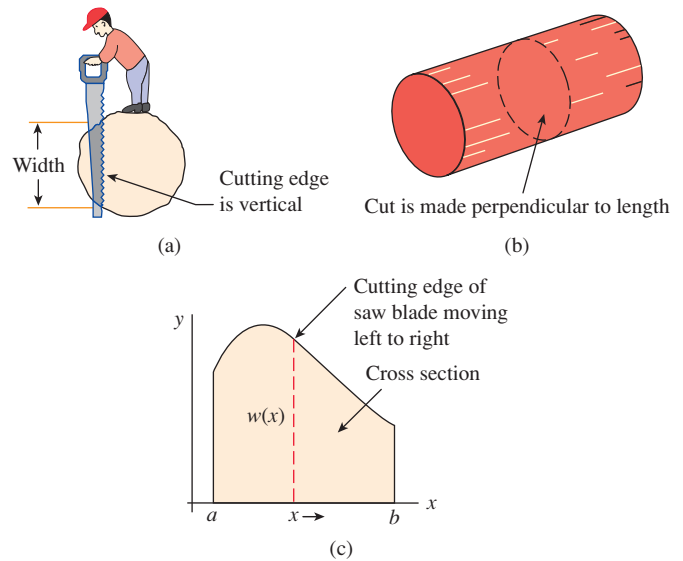 Width
Cutting edge
is vertical
(a)
Cut is made perpendicular to length
(b)
Cutting edge of
saw blade moving
left to right
y
Cross section
w(x)
a
x→
b
x
(c)